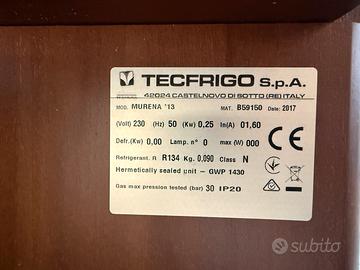 TECFRIGO S.p.A.
42024 CASTELNOVO DI SOTTO (RE) ITALY
MOD. MURENA '13 MAT. B59150 Date: 2017
(Volt) 230 (Hz) 50 (Kw) 0,25 In(A) 01,60
Defr.(Kw) 0,00 Lamp. n° 0 max (W) 000
Refrigerant. R R134 Kg. 0,090 Class N
Hermetically sealed unit - GWP 1430
Gas max pression tested (bar) 30 IP20
CE
subito